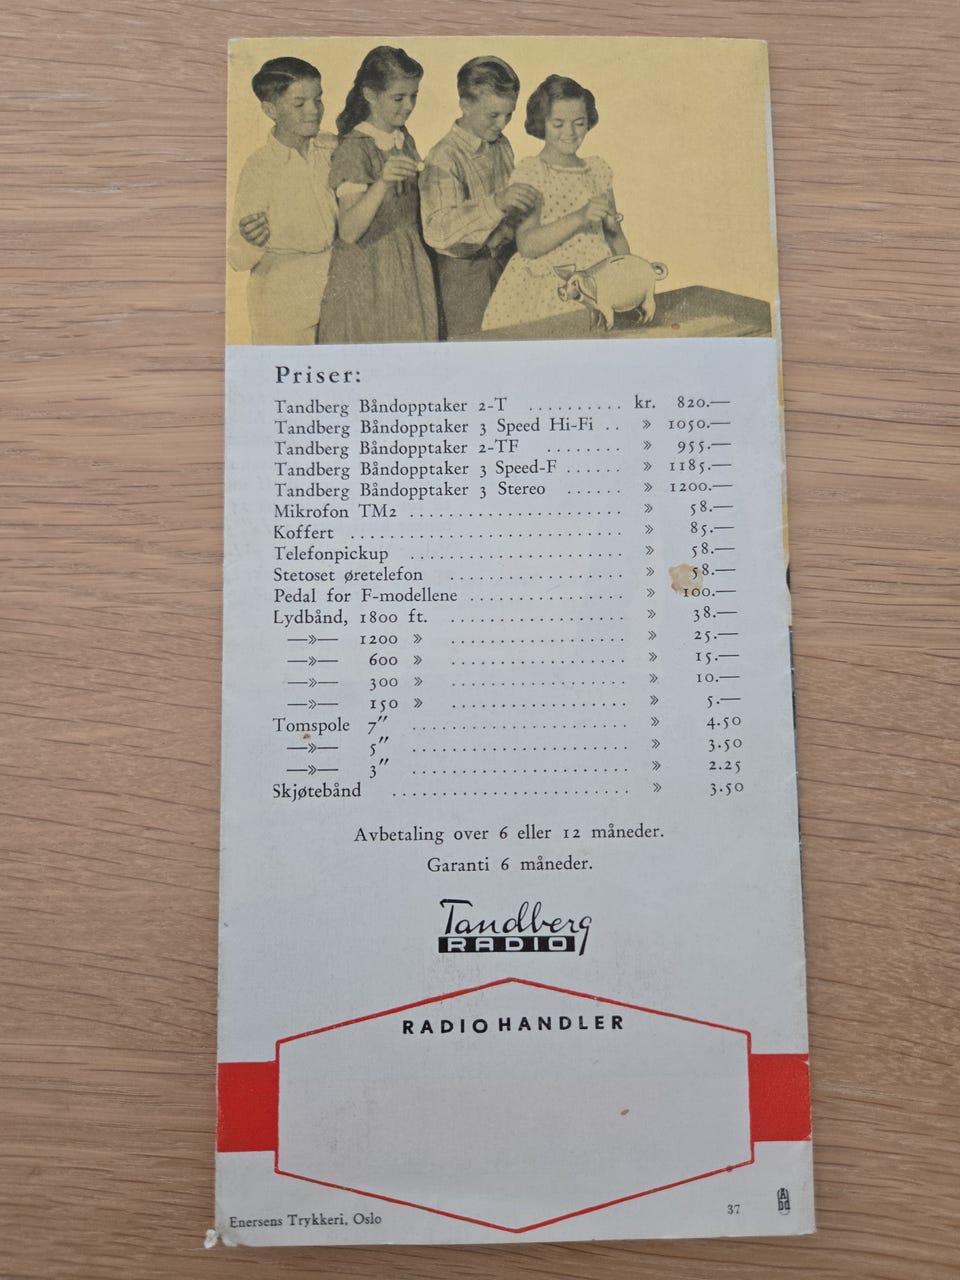 Priser:
Tandberg Båndopptaker 2-T .......... kr. 820.—
Tandberg Båndopptaker 3 Speed Hi-Fi .. » 1050.—
Tandberg Båndopptaker 2-TF ........ » 955.—
Tandberg Båndopptaker 3 Speed-F ...... » 1185.—
Tandberg Båndopptaker 3 Stereo ...... » 1200.—
Mikrofon TM2 ....................... » 58.—
Koffert ............................. » 85.—
Telefonpickup ....................... » 58.—
Stetoset øretelefon ................... » 58.—
Pedal for F-modellene ................. » 100.—
Lydbånd, 1800 ft. ................... » 38.—
—»— 1200 » ................... » 25.—
—»— 600 » ................... » 15.—
—»— 300 » ................... » 10.—
—»— 150 » ................... » 5.—
Tomspole 7″ ....................... » 4.50
—»— 5″ ....................... » 3.50
—»— 3″ ....................... » 2.25
Skjøtebånd ......................... » 3.50
Avbetaling over 6 eller 12 måneder.
Garanti 6 måneder.
Tandberg
RADIO
RADIOHANDLER
Enersens Trykkeri, Oslo
37